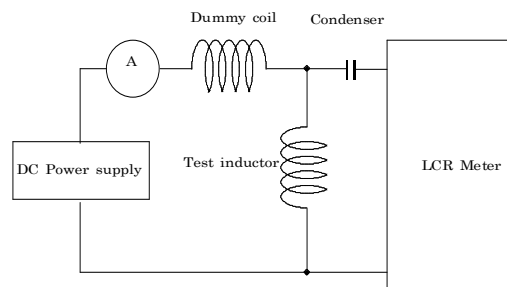 Dummy coil
Condenser
A
Test inductor
DC Power supply
LCR Meter